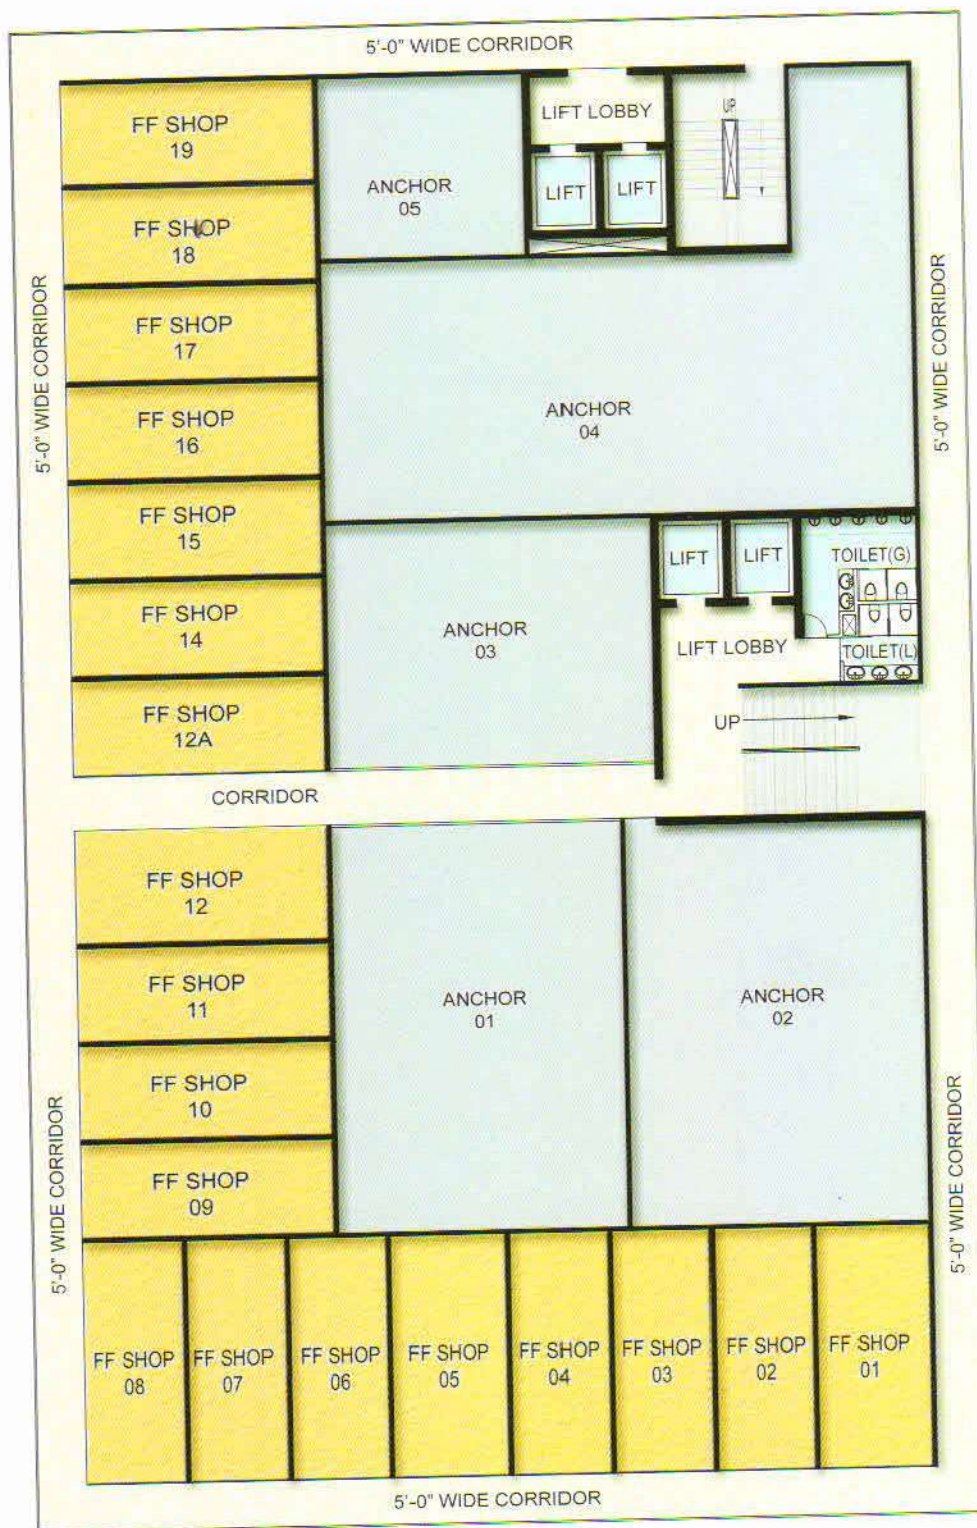 5'-0" WIDE CORRIDOR
FF SHOP
19
ANCHOR
05
LIFT LOBBY
UP
LIFT
LIFT
FF SHOP
18
5'-0" WIDE CORRIDOR
5'-0" WIDE CORRIDOR
FF SHOP
17
FF SHOP
16
ANCHOR
04
FF SHOP
15
LIFT
LIFT
TOILET(G)
FF SHOP
14
ANCHOR
03
LIFT LOBBY
TOILET(L)
FF SHOP
12A
UP
CORRIDOR
FF SHOP
12
FF SHOP
11
ANCHOR
01
ANCHOR
02
FF SHOP
10
5'-0" WIDE CORRIDOR
5'-0" WIDE CORRIDOR
FF SHOP
09
FF SHOP
08
FF SHOP
07
FF SHOP
06
FF SHOP
05
FF SHOP
04
FF SHOP
03
FF SHOP
02
FF SHOP
01
5'-0" WIDE CORRIDOR